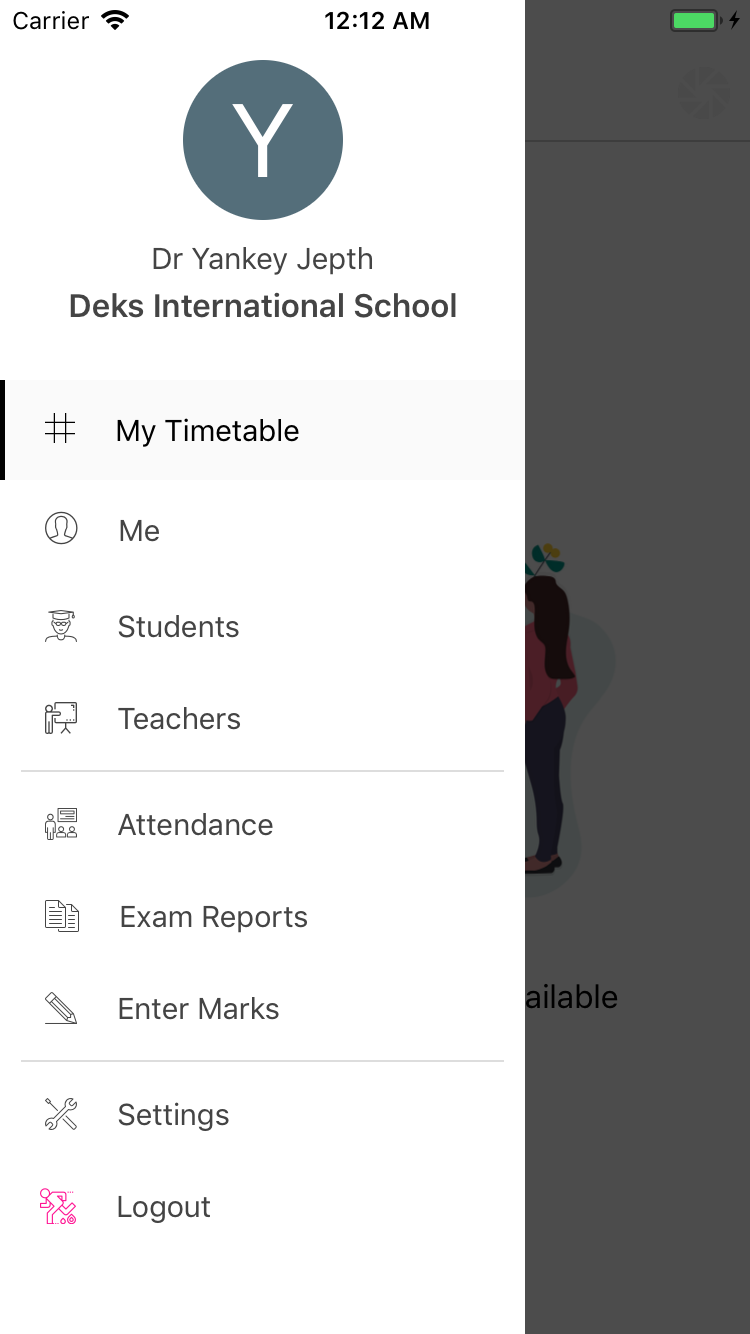 Carrier 12:12 AM
Y
Dr Yankey Jepth
Deks International School
My Timetable
Me
Students
Teachers
Attendance
Exam Reports
ailable
Enter Marks
Settings
Logout